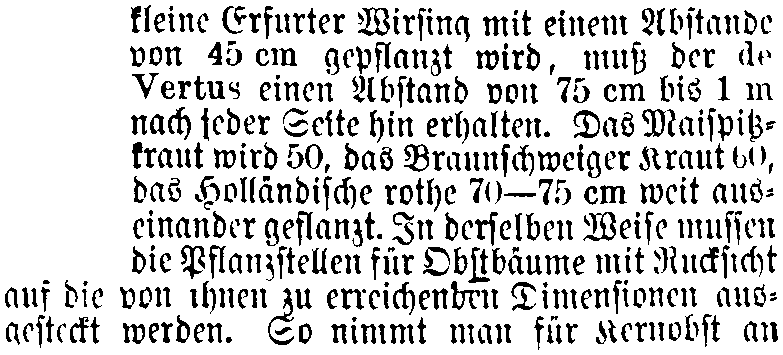 kleine Erfurter Wirsing mit einem Abstande
von 45 cm gepflanzt wird, muß der de
Vertus einen Abstand von 75 cm bis 1 m
nach jeder Seite hin erhalten. Das Maispitz-
kraut wird 50, das Braunschweiger Kraut 60,
das Holländische rothe 70—75 cm weit aus-
einander geflanzt. In derselben Weise mussen
die Pflanzstellen für Obstbäume mit Rucksicht
auf die von ihnen zu erreichenden Dimensionen aus-
gesteckt werden. So nimmt man für Kernobst an